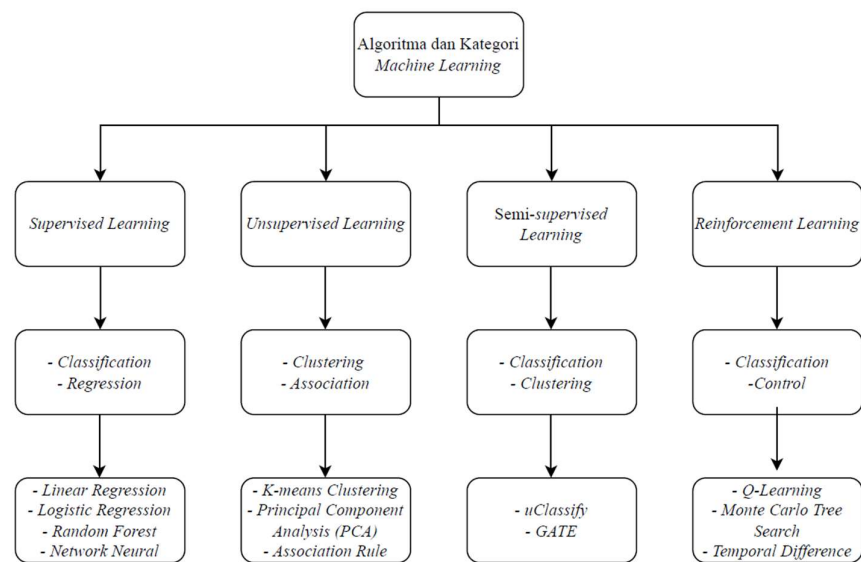 Algoritma dan Kategori
Machine Learning
Supervised Learning
Unsupervised Learning
Semi-supervised
Learning
Reinforcement Learning
- Classification
- Regression
- Clustering
- Association
- Classification
- Clustering
- Classification
-Control
- Linear Regression
- Logistic Regression
- Random Forest
- Network Neural
- K-means Clustering
- Principal Component
Analysis (PCA)
- Association Rule
- uClassify
- GATE
- Q-Learning
- Monte Carlo Tree
Search
- Temporal Difference